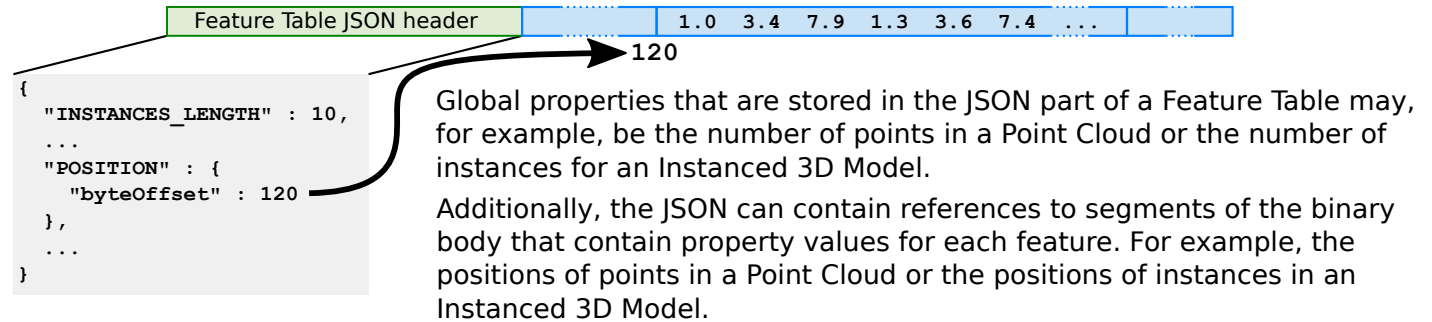 Feature Table JSON header
1.0 3.4 7.9 1.3 3.6 7.4 ...
120
{
"INSTANCES_LENGTH" : 10,
...
"POSITION" : {
"byteOffset" : 120
},
...
}
Global properties that are stored in the JSON part of a Feature Table may,
for example, be the number of points in a Point Cloud or the number of
instances for an Instanced 3D Model.
Additionally, the JSON can contain references to segments of the binary
body that contain property values for each feature. For example, the
positions of points in a Point Cloud or the positions of instances in an
Instanced 3D Model.